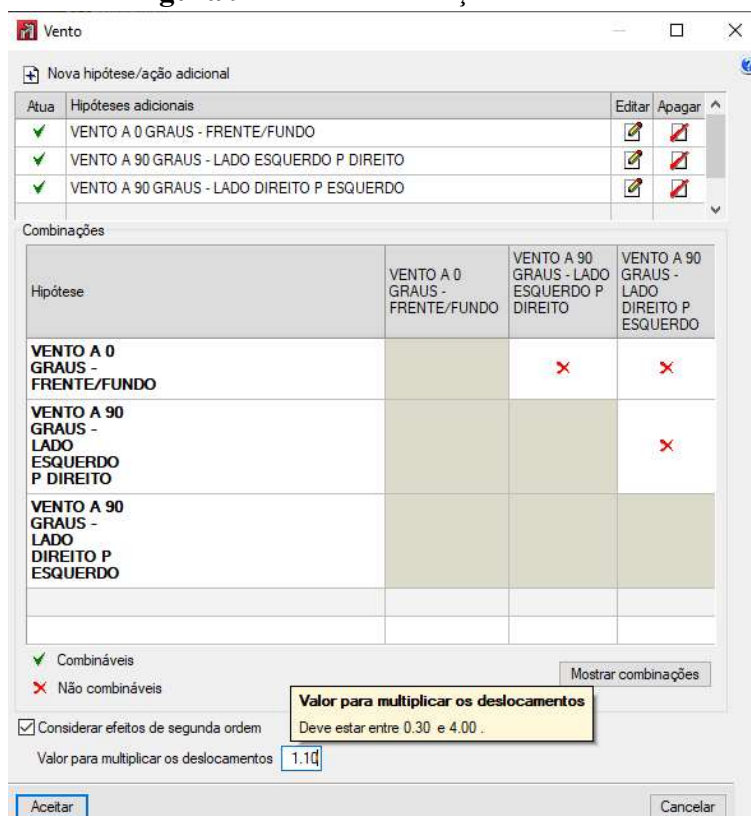 Vento
Nova hipótese/ação adicional
Atua Hipóteses adicionais Editar Apagar
VENTO A 0 GRAUS - FRENTE/FUNDO
VENTO A 90 GRAUS - LADO ESQUERDO P DIREITO
VENTO A 90 GRAUS - LADO DIREITO P ESQUERDO
Combinações
Hipótese
VENTO A 0
GRAUS -
FRENTE/FUNDO
VENTO A 90
GRAUS - LADO
ESQUERDO P
DIREITO
VENTO A 90
GRAUS -
LADO
DIREITO P
ESQUERDO
VENTO A 0
GRAUS -
FRENTE/FUNDO
VENTO A 90
GRAUS -
LADO
ESQUERDO
P DIREITO
VENTO A 90
GRAUS -
LADO
DIREITO P
ESQUERDO
Combináveis
Não combináveis
Mostrar combinações
Valor para multiplicar os deslocamentos
Deve estar entre 0.30 e 4.00 .
Considerar efeitos de segunda ordem
Valor para multiplicar os deslocamentos 1.10
Aceitar Cancelar